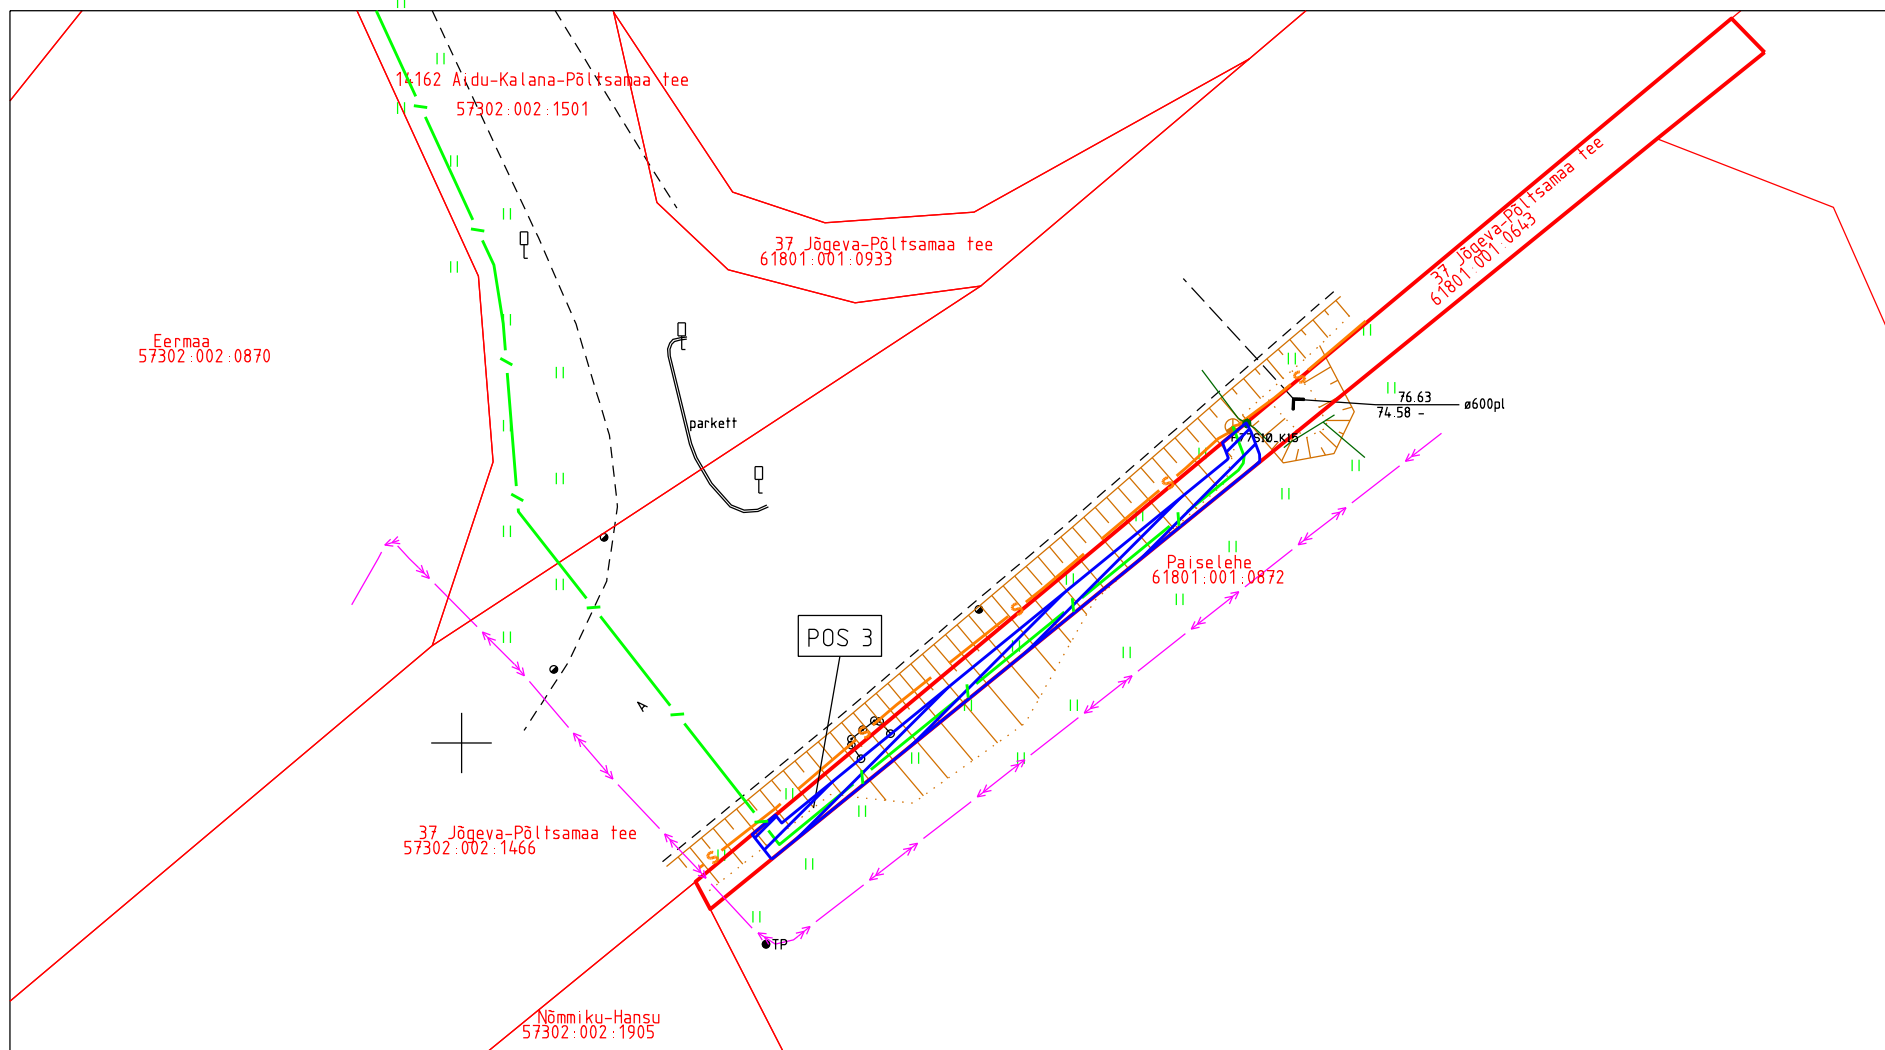 14162 Aidu-Kalana-Põltsamaa tee
57302:002:1501
37 Jõgeva-Põltsamaa tee
61801:001:0933
37 Jõgeva-Põltsamaa tee
61801:001:0643
Eermaa
57302:002:0870
parkett
76.63
74.58 -
ø600pl
P77S10_K15
Paiselehe
61801:001:0872
POS 3
A
37 Jõgeva-Põltsamaa tee
57302:002:1466
S
S
S
S
TP
Nõmmiku-Hansu
57302:002:1905